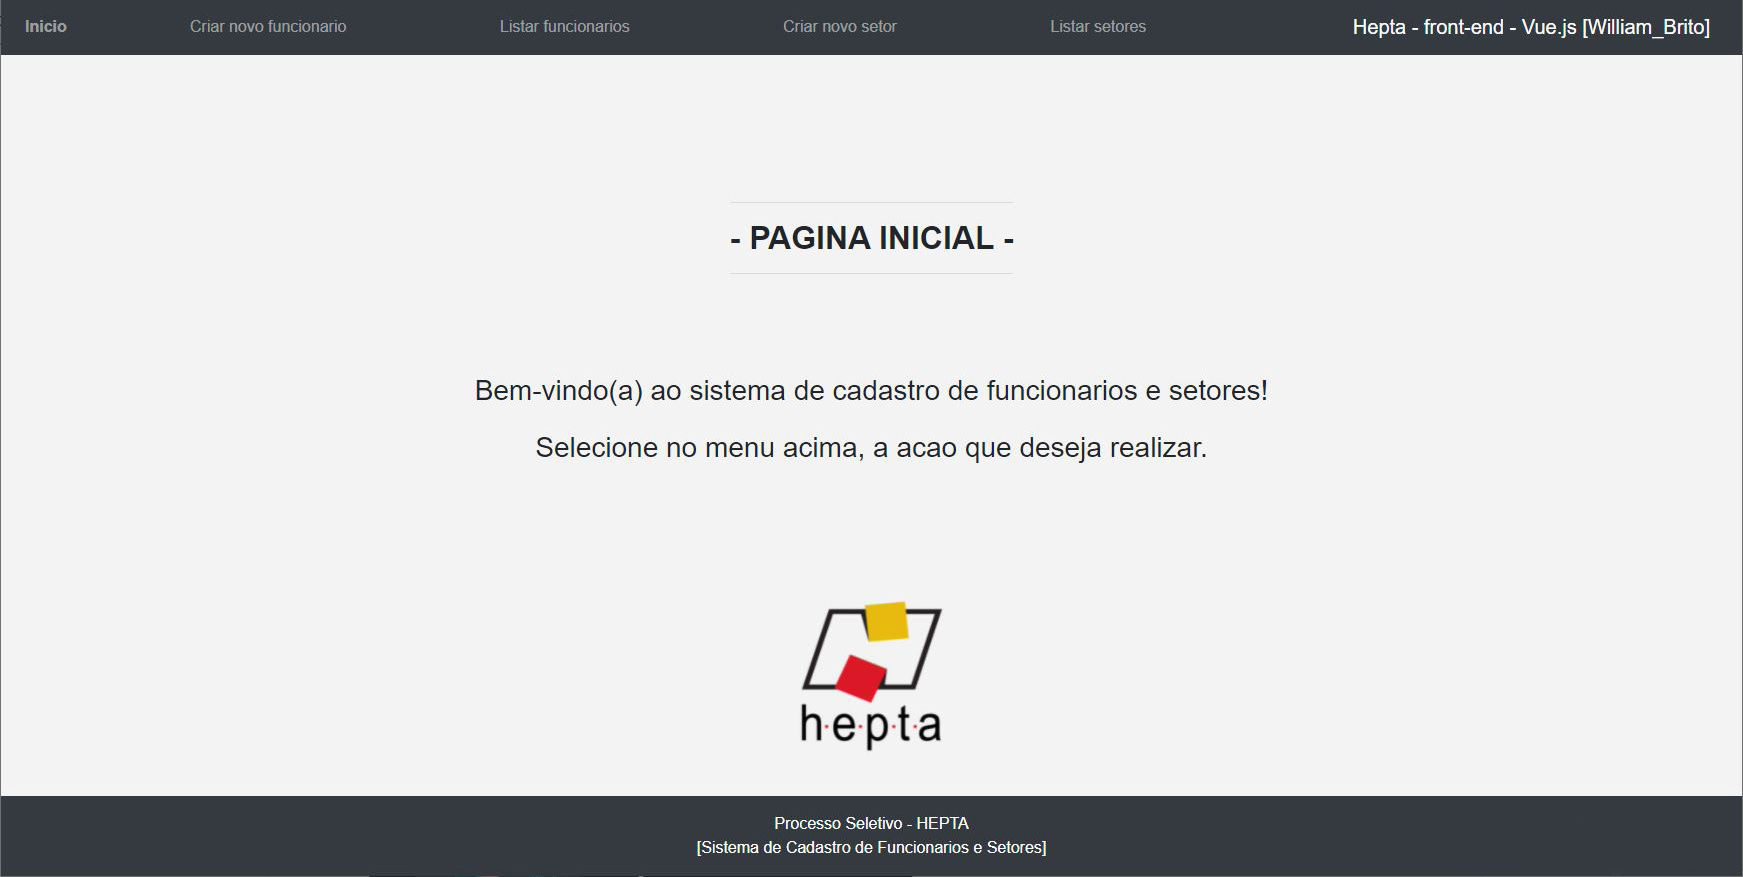 Inicio
Criar novo funcionario
Listar funcionarios
Criar novo setor
Listar setores
Hepta - front-end - Vue.js [William_Brito]
- PAGINA INICIAL -
Bem-vindo(a) ao sistema de cadastro de funcionarios e setores!
Selecione no menu acima, a acao que deseja realizar.
h·e·p·t·a
Processo Seletivo - HEPTA
[Sistema de Cadastro de Funcionarios e Setores]